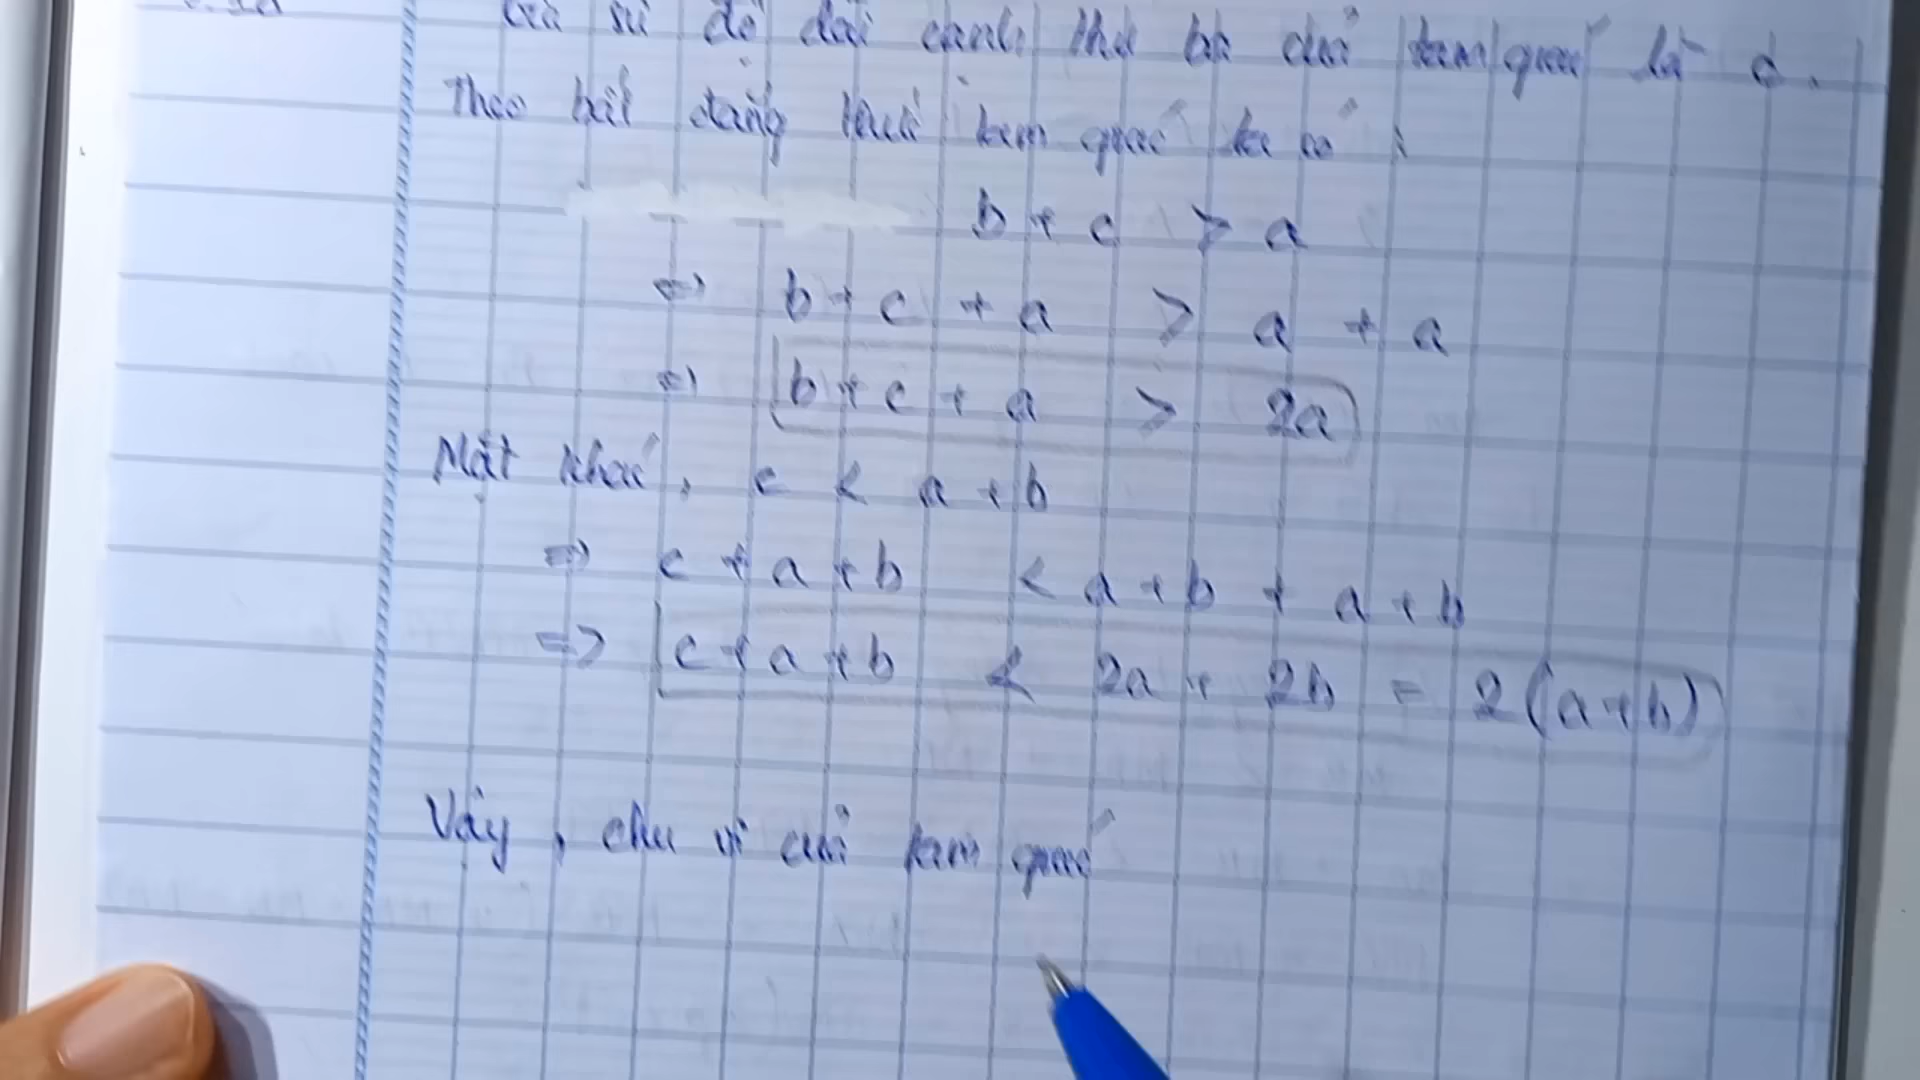 Giả sử độ dài cạnh thứ ba của tam giác là c.
Theo bất đẳng thức tam giác ta có :
b + c > a
=> b + c + a > a + a
=> b + c + a > 2a
Mặt khác, c < a + b
=> c + a + b < a + b + a + b
=> c + a + b < 2a + 2b = 2(a+b)
Vậy, chu vi của tam giác